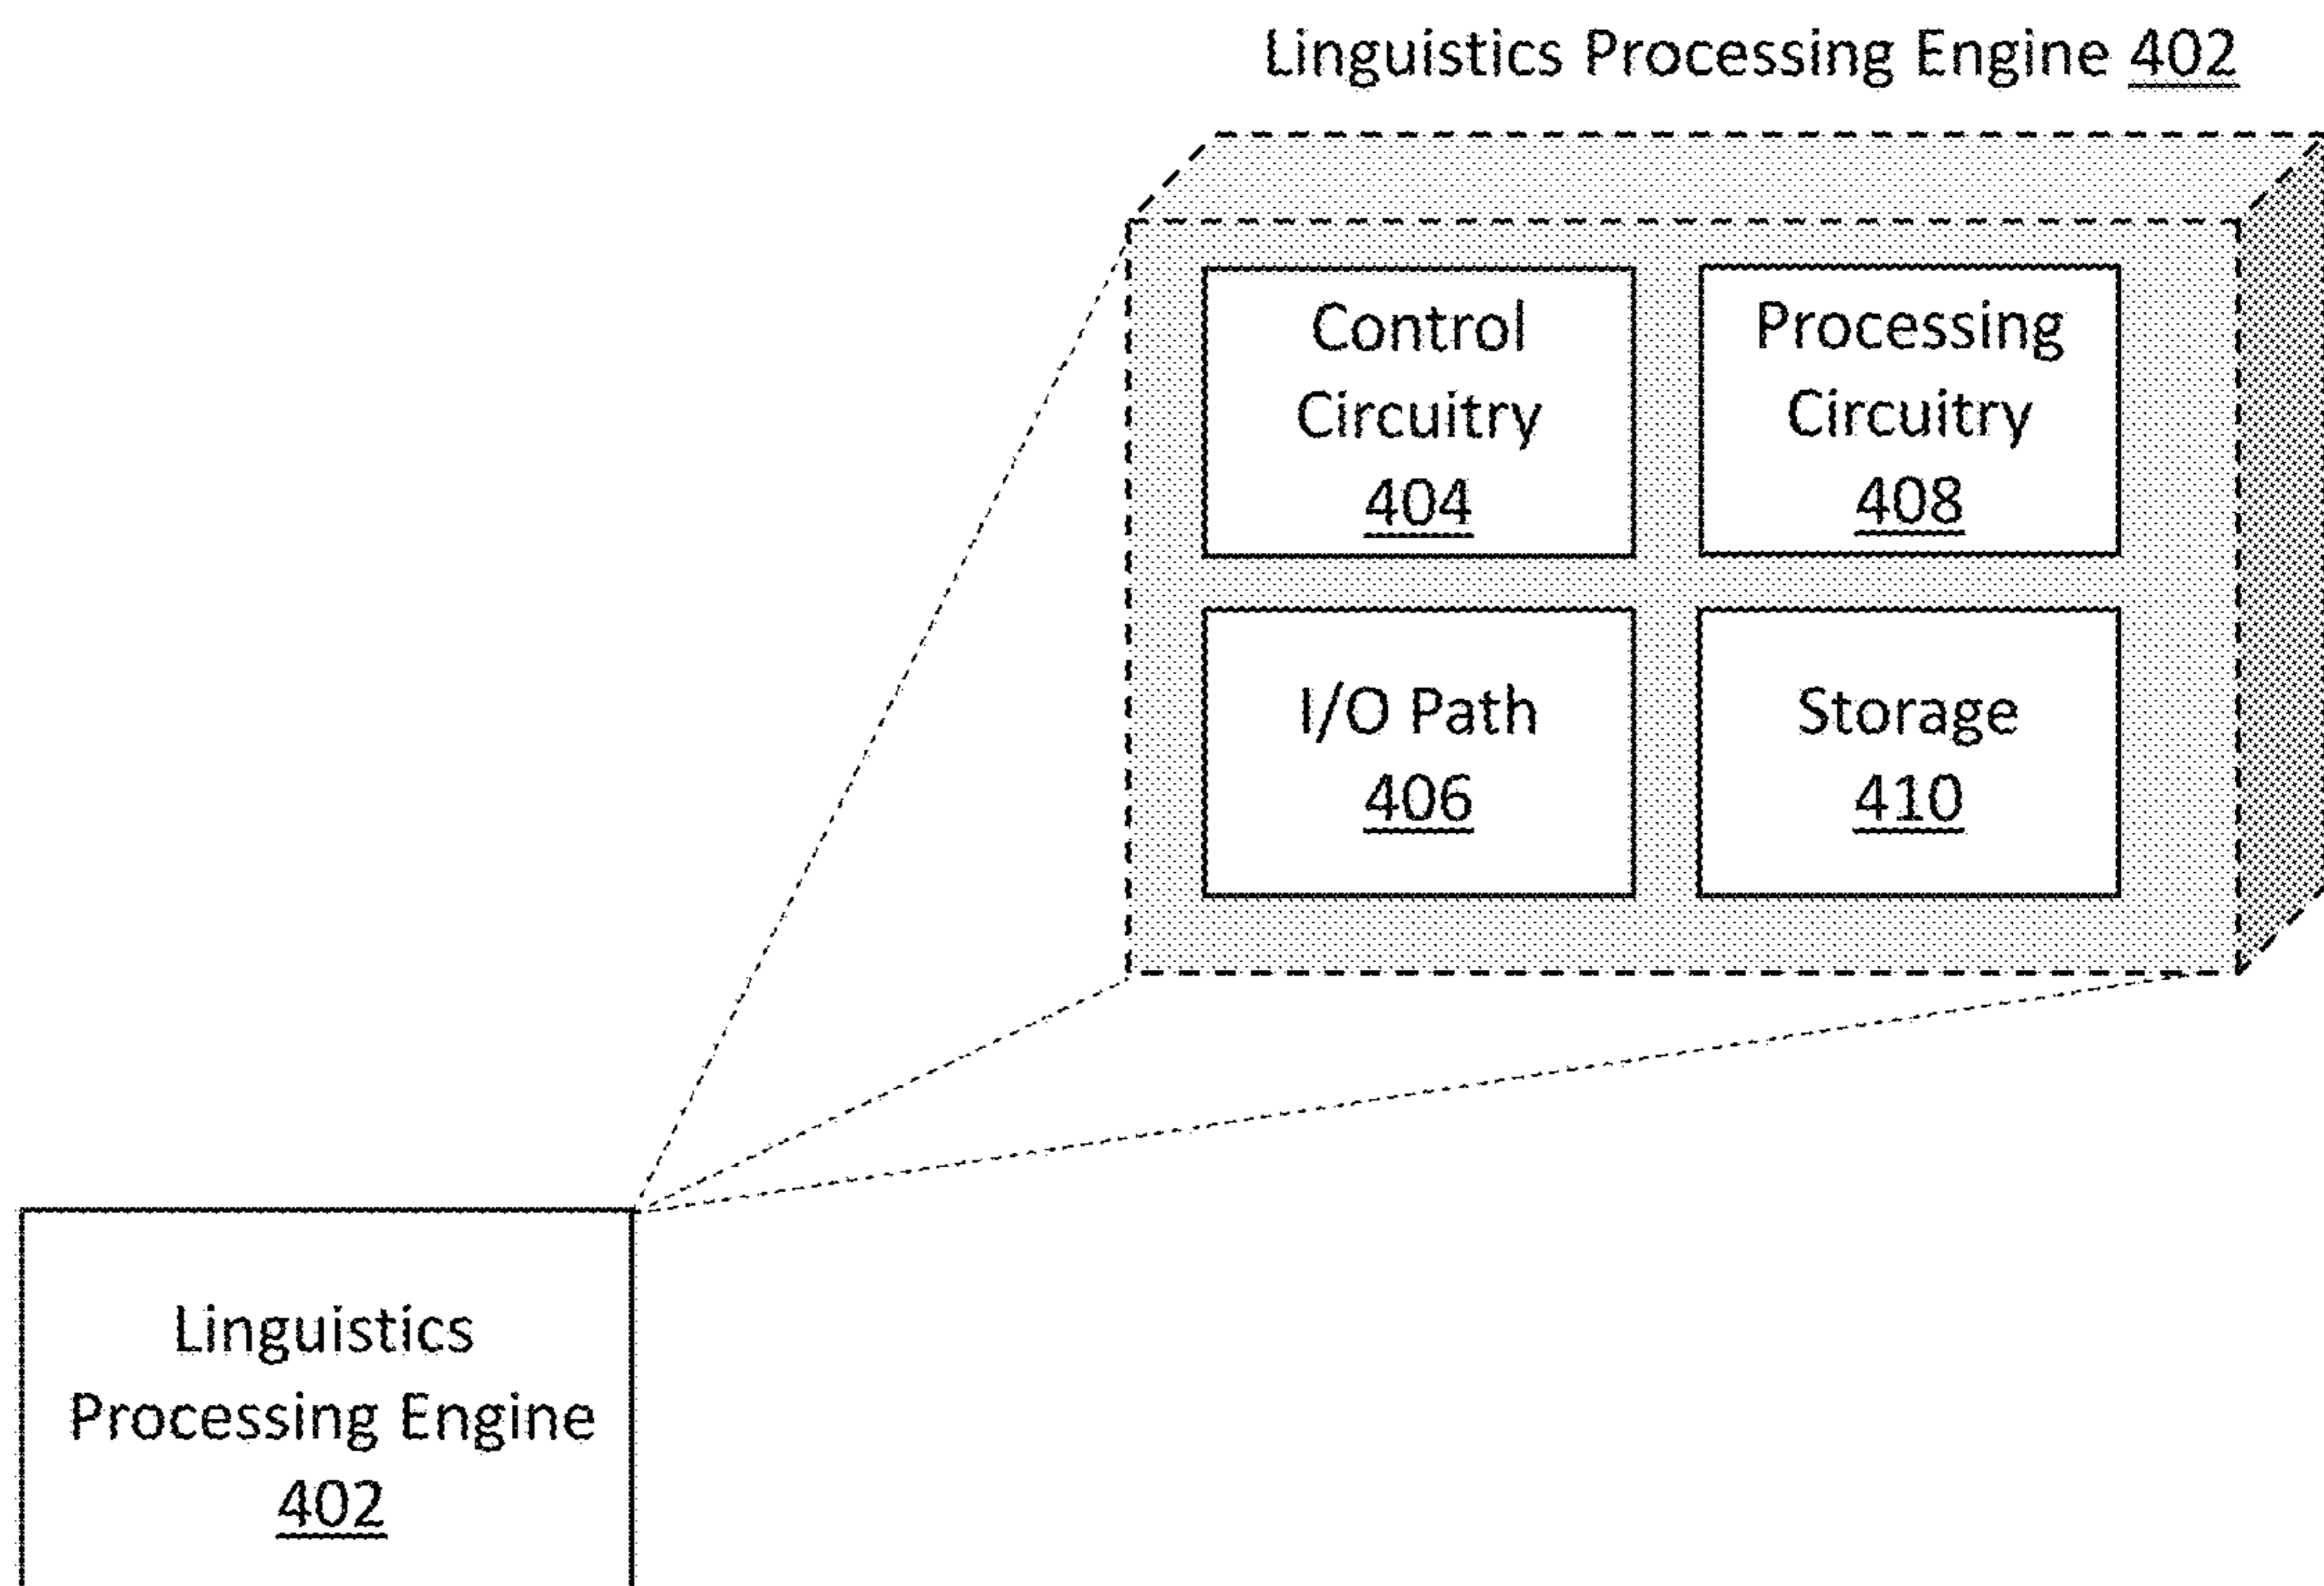 Linguistics Processing Engine 402
Control
Circuitry
404
Processing
Circuitry
408
I/O Path
406
Storage
410
Linguistics
Processing Engine
402